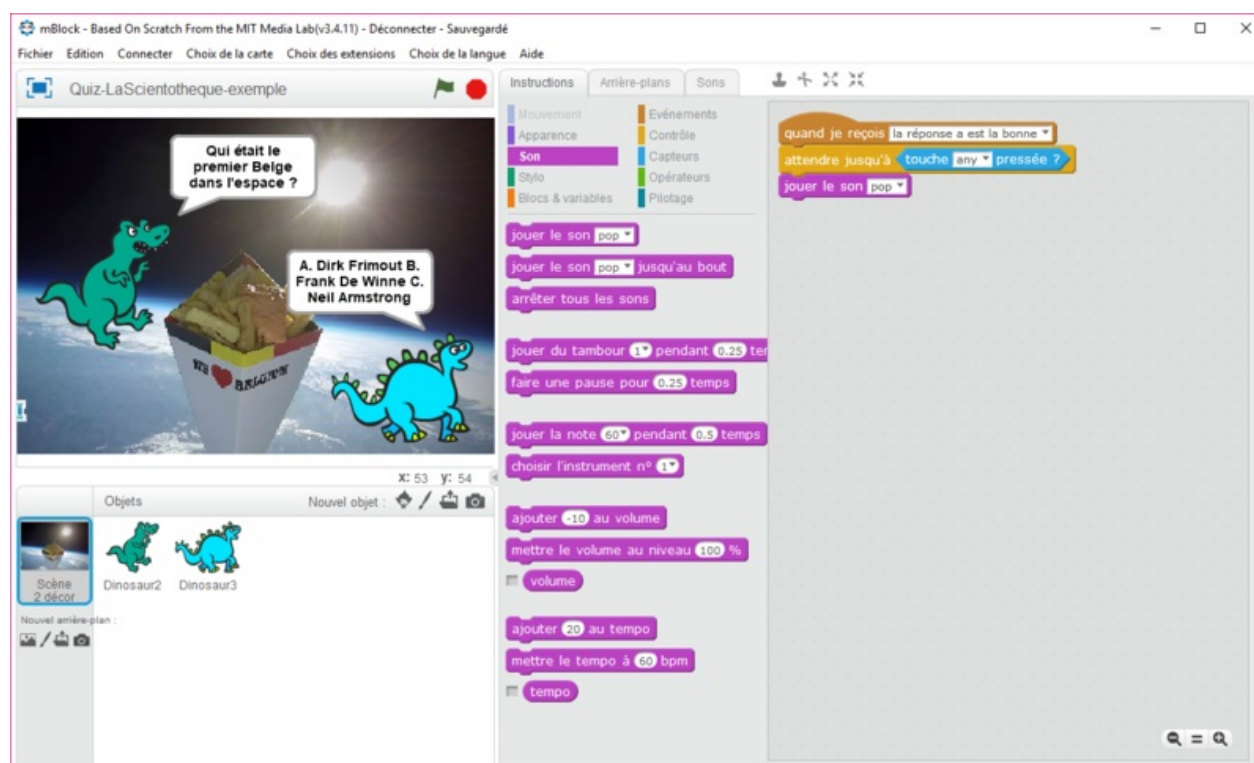 mBlock - Based On Scratch From the MIT Media Lab(v3.4.11) - Déconnecter - Sauvegardé
Fichier Edition Connecter Choix de la carte Choix des extensions Choix de la langue Aide
Quiz-LaScientotheque-exemple
Qui était le
premier Belge
dans l'espace ?
A. Dirk Frimout B.
Frank De Winne C.
Neil Armstrong
WE BELGIUM
x: 53 y: 54
Objets
Nouvel objet :
Scène
2 décor
Dinosaur2
Dinosaur3
Nouvel arrière-plan :
Instructions
Arrière-plans
Sons
Mouvement
Evénements
Apparence
Contrôle
Son
Capteurs
Stylo
Opérateurs
Blocs & variables
Pilotage
jouer le son pop
jouer le son pop jusqu'au bout
arrêter tous les sons
jouer du tambour 1 pendant 0.25 ter
faire une pause pour 0.25 temps
jouer la note 60 pendant 0.5 temps
choisir l'instrument nº 1
ajouter -10 au volume
mettre le volume au niveau 100 %
volume
ajouter 20 au tempo
mettre le tempo à 60 bpm
tempo
quand je reçois la réponse a est la bonne
attendre jusqu'à touche any pressée ?
jouer le son pop